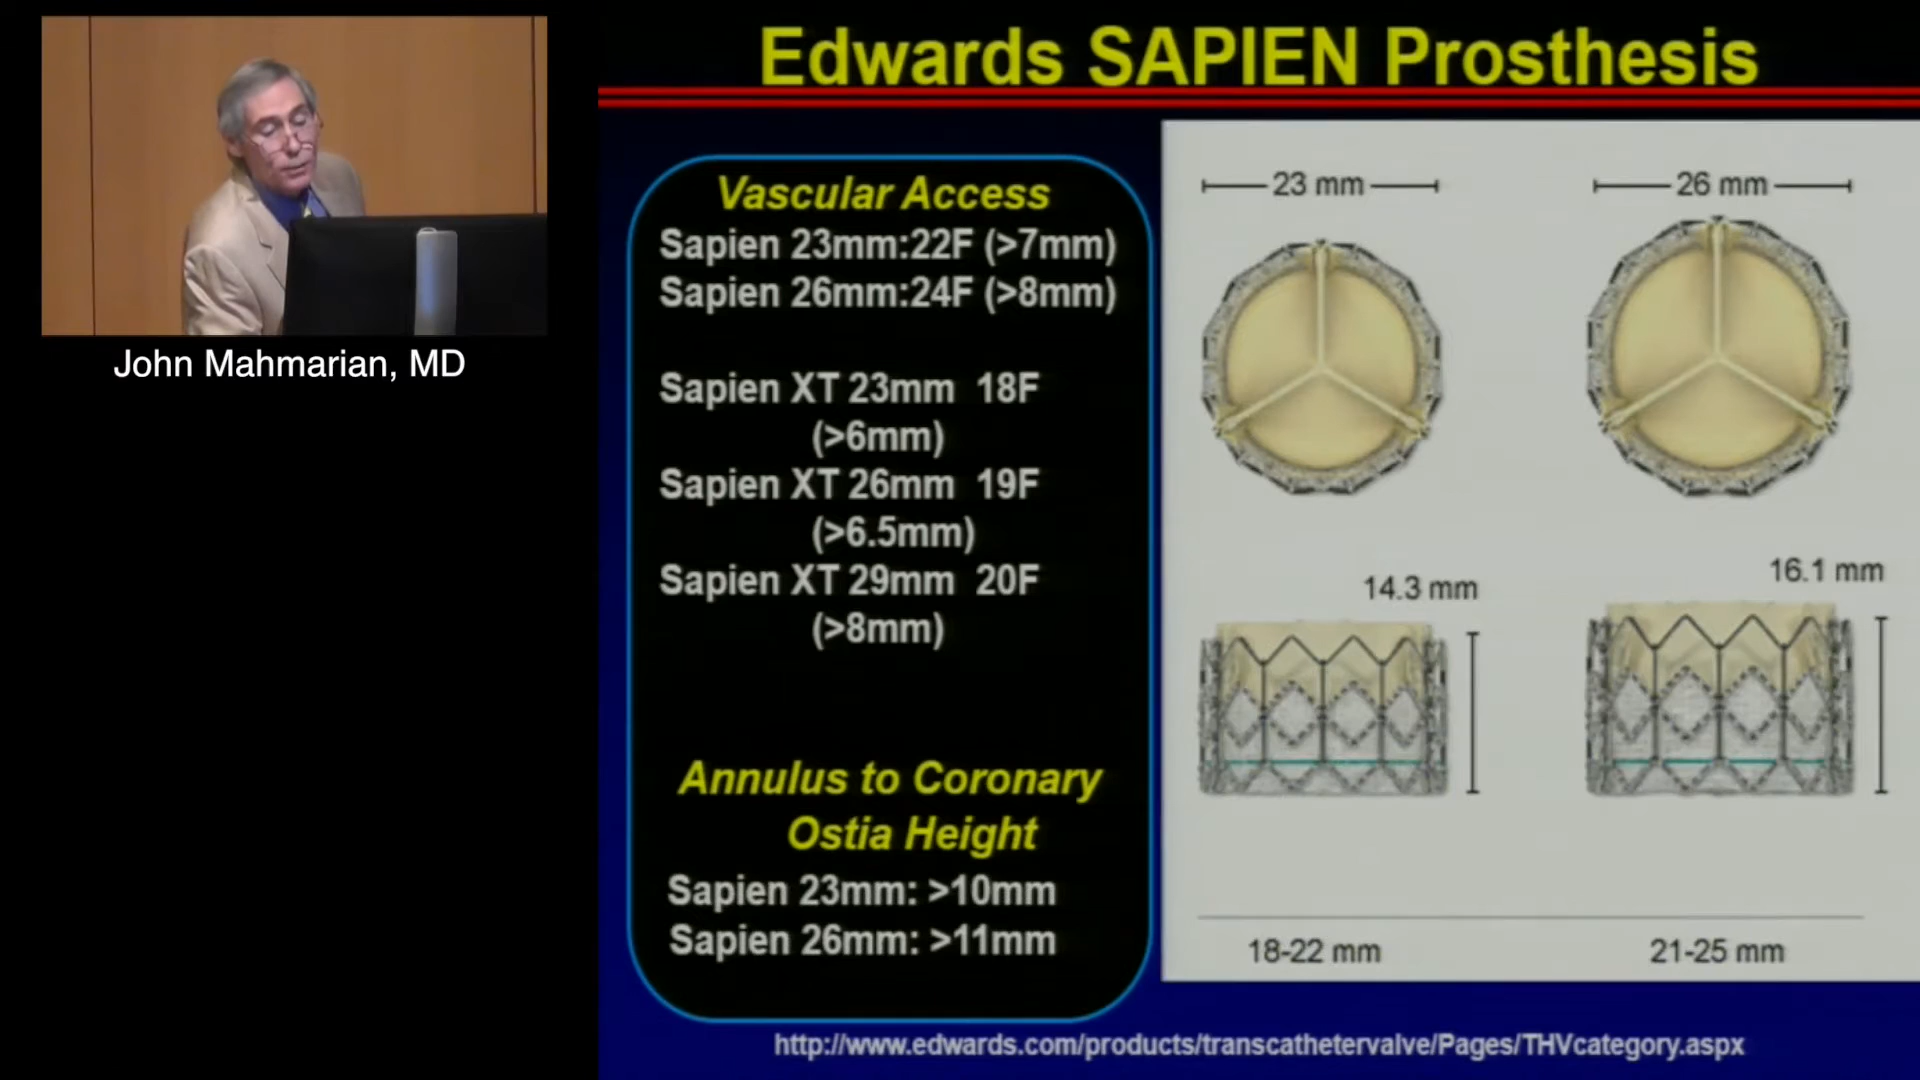 Edwards SAPIEN Prosthesis
John Mahmarian, MD
Vascular Access
Sapien 23mm:22F (>7mm)
Sapien 26mm:24F (>8mm)
Sapien XT 23mm 18F
(>6mm)
Sapien XT 26mm 19F
(>6.5mm)
Sapien XT 29mm 20F
(>8mm)
Annulus to Coronary
Ostia Height
Sapien 23mm: >10mm
Sapien 26mm: >11mm
23 mm
26 mm
14.3 mm
16.1 mm
18-22 mm
21-25 mm
http://www.edwards.com/products/transcathetervalve/Pages/THVcategory.aspx